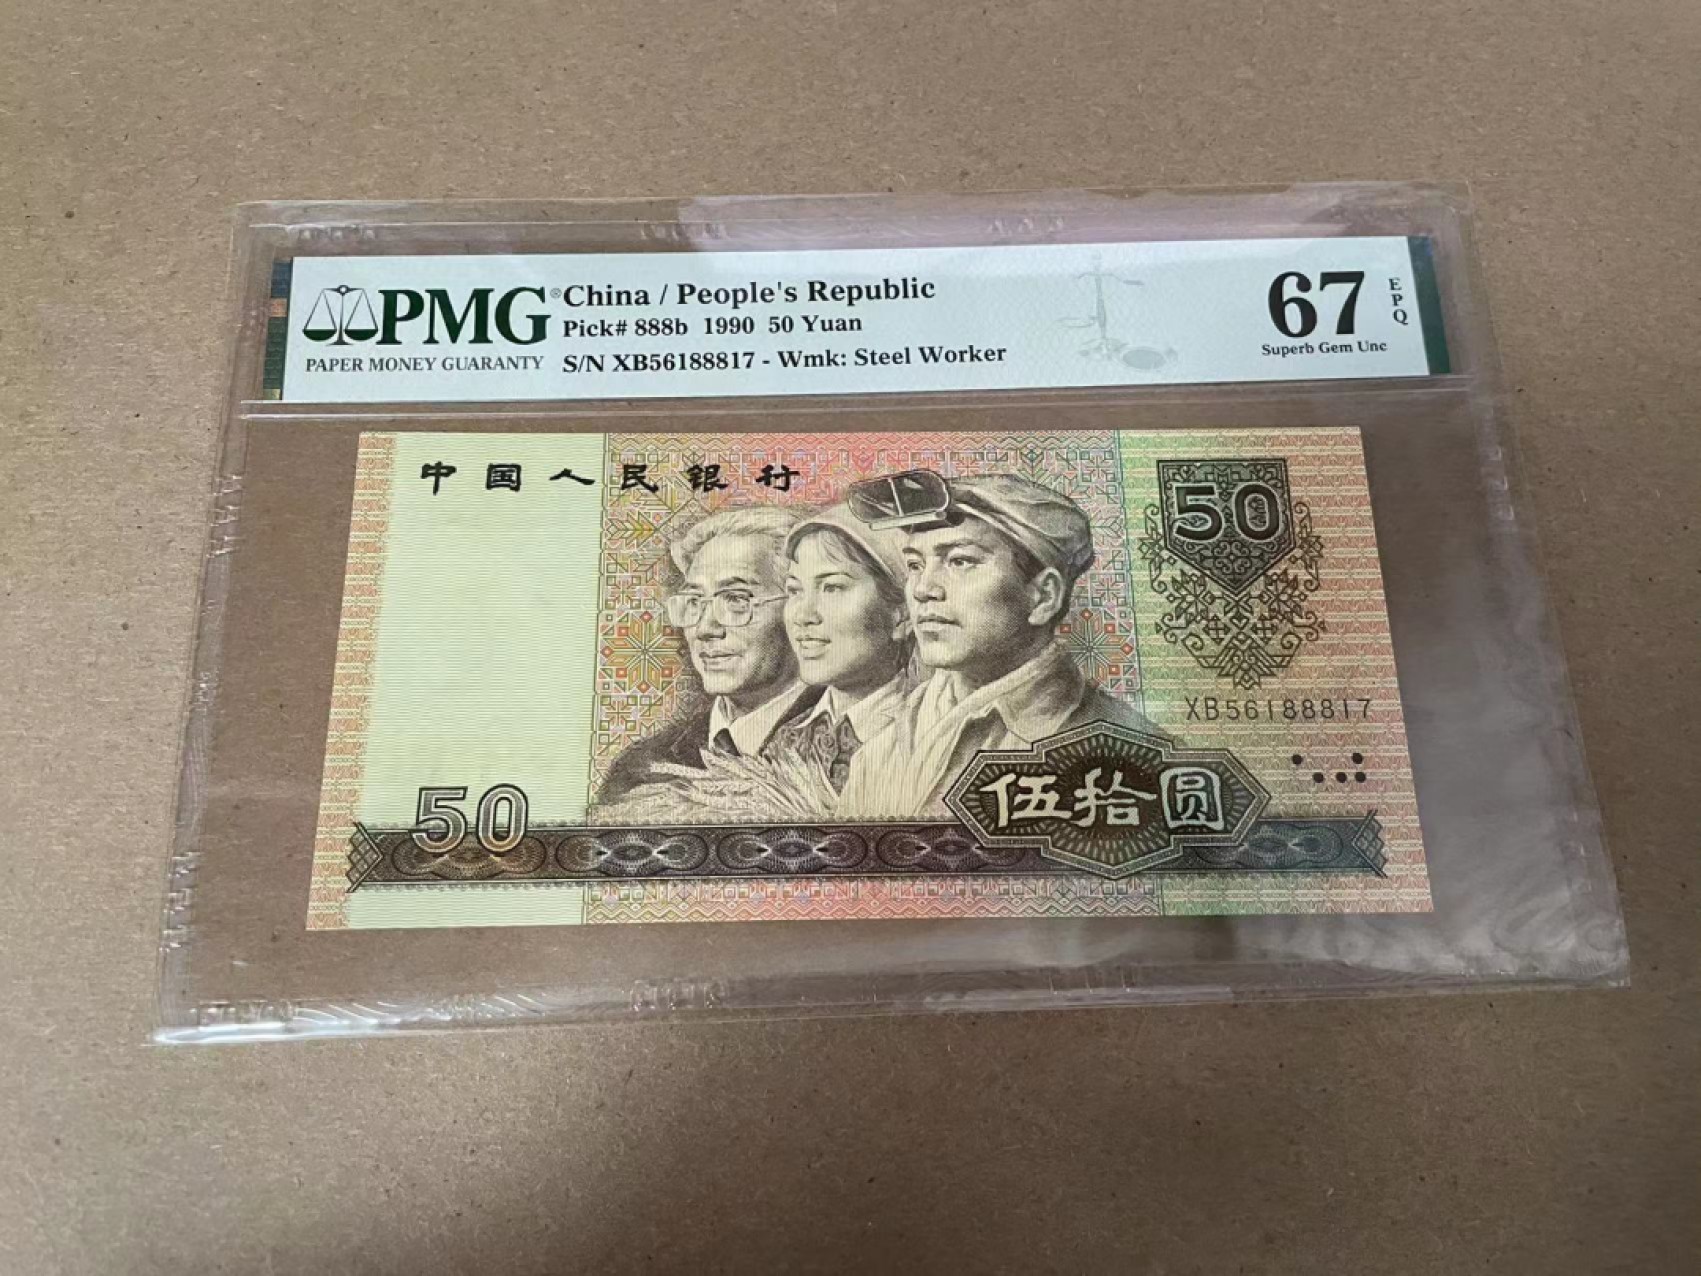 PMG®
PAPER MONEY GUARANTY
China / People's Republic
Pick# 888b 1990 50 Yuan
S/N XB56188817 - Wmk: Steel Worker
67
EPQ
Superb Gem Unc
中国人民银行
50
XB56188817
伍拾圆
50